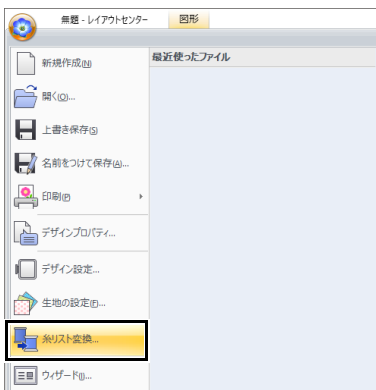 無題 - レイアウトセンター 図形
最近使ったファイル
新規作成(N)
開く(O)...
上書き保存(S)
名前をつけて保存(A)...
印刷(P)
デザインプロパティ...
デザイン設定...
生地の設定(F)...
糸リスト変換...
ウィザード(I)...